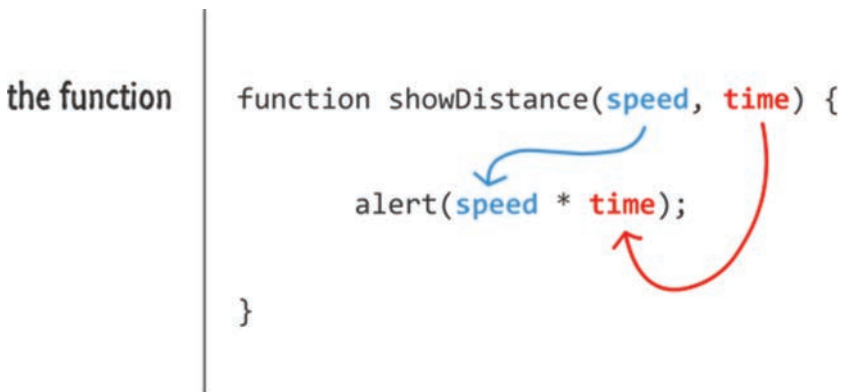 the function
function showDistance(speed, time) {
alert(speed * time);
}